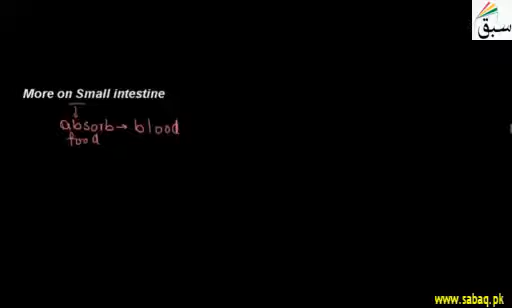 سبق
More on Small intestine
absorb → blood
food
www.sabaq.pk